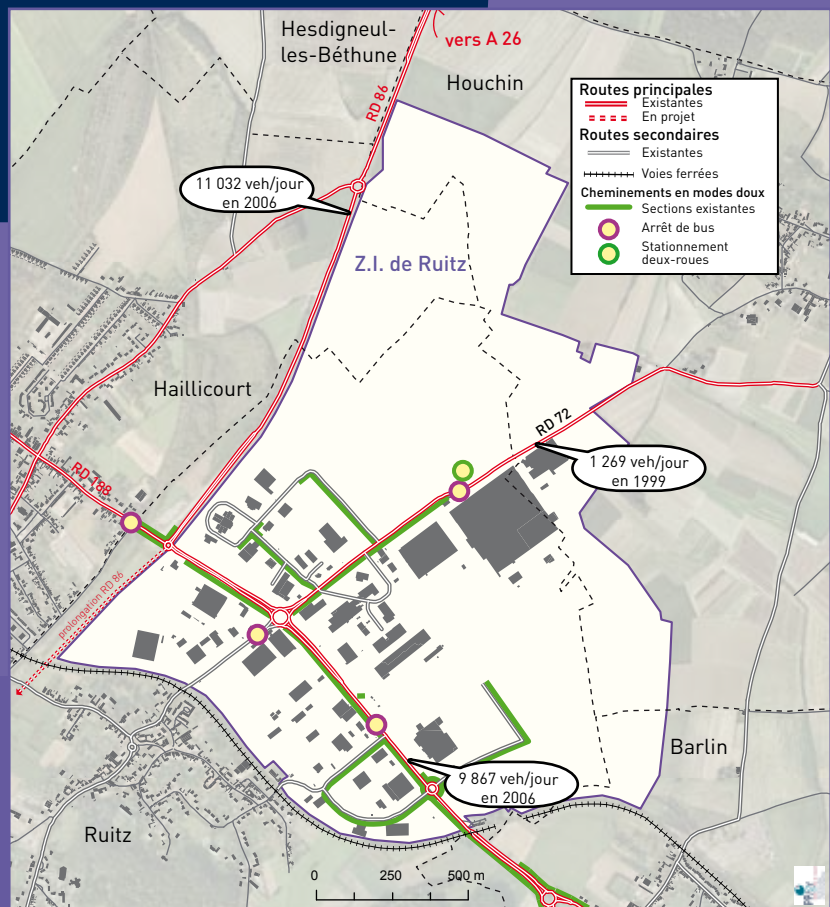 Hesdigneul-
les-Béthune
vers A 26
Houchin
RD 86
Routes principales
Existantes
En projet
Routes secondaires
Existantes
Voies ferrées
Cheminements en modes doux
Sections existantes
Arrêt de bus
Stationnement
deux-roues
11 032 veh/jour
en 2006
Z.I. de Ruitz
Haillicourt
RD 72
1 269 veh/jour
en 1999
RD 188
prolongation RD 86
Barlin
9 867 veh/jour
en 2006
Ruitz
0 250 500 m